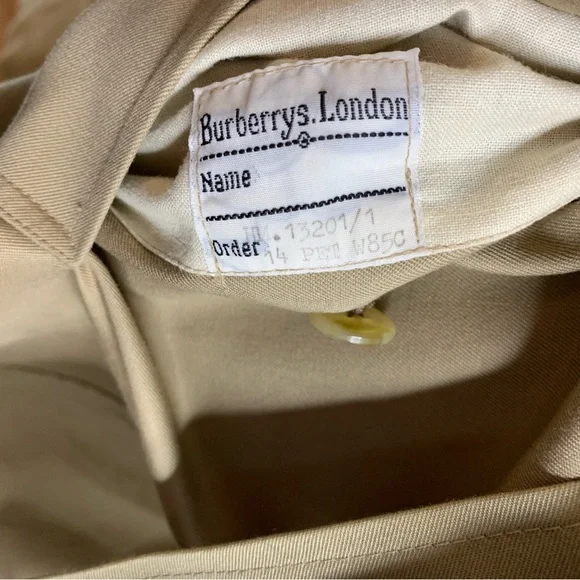 Burberrys.London
Name
.13201/1
Order 14 PET W85C